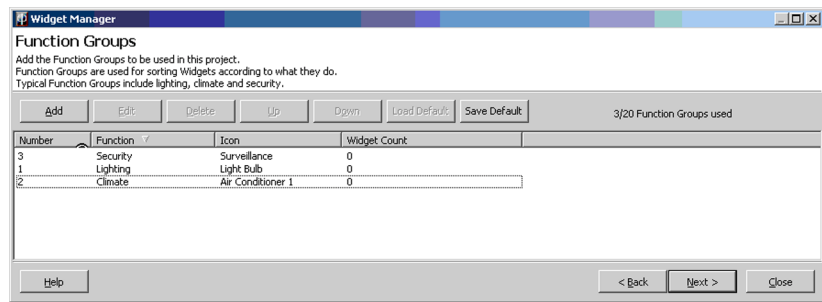 Widget Manager
Function Groups
Add the Function Groups to be used in this project.
Function Groups are used for sorting Widgets according to what they do.
Typical Function Groups include lighting, climate and security.
Add Edit Delete Up Down Load Default Save Default 3/20 Function Groups used
Number Function Icon Widget Count
3 Security Surveillance 0
1 Lighting Light Bulb 0
2 Climate Air Conditioner 1 0
Help < Back Next > Close